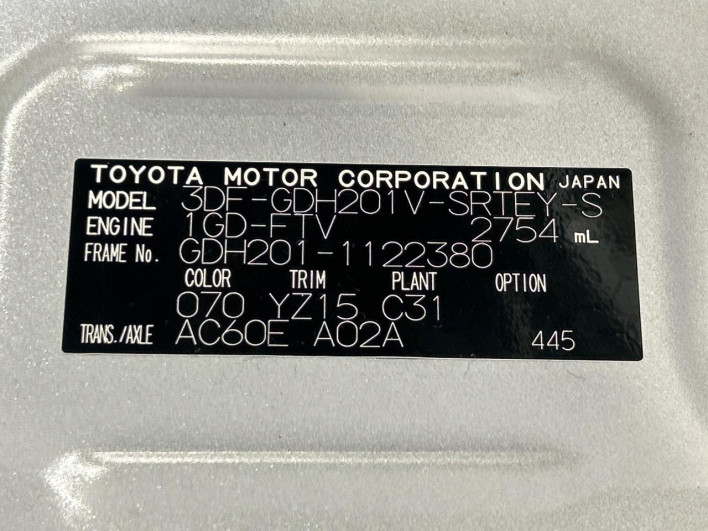 TOYOTA MOTOR CORPORATION JAPAN
MODEL 3DF-GDH201V-SRTEY-S
ENGINE 1GD-FTV 2754 mL
FRAME No. GDH201-1122380
COLOR TRIM PLANT OPTION
070 YZ15 C31
TRANS./AXLE AC60E A02A 445